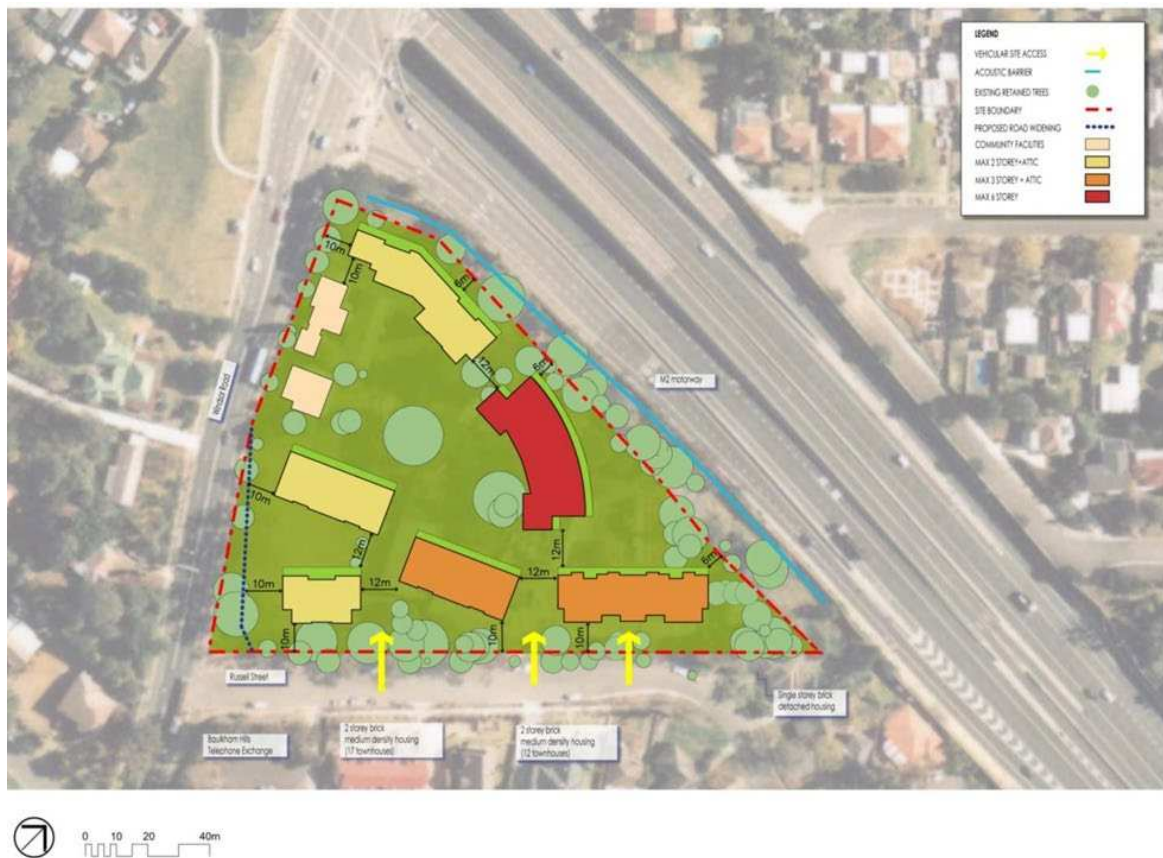 LEGEND
VEHICULAR SITE ACCESS
ACOUSTIC BARRIER
EXISTING RETAINED TREES
SITE BOUNDARY
PROPOSED ROAD WIDENING
COMMUNITY FACILITIES
MAX 2 STOREY+ATTIC
MAX 3 STOREY + ATTIC
MAX 6 STOREY
10m
10m
6m
12m
6m
M2 motorway
Windsor Road
10m
12m
12m
6m
10m
12m
12m
10m
10m
10m
Russell Street
Single storey brick
detached housing
Baulkham Hills
Telephone Exchange
2 storey brick
medium density housing
(17 townhouses)
2 storey brick
medium density housing
(12 townhouses)
0 10 20 40m